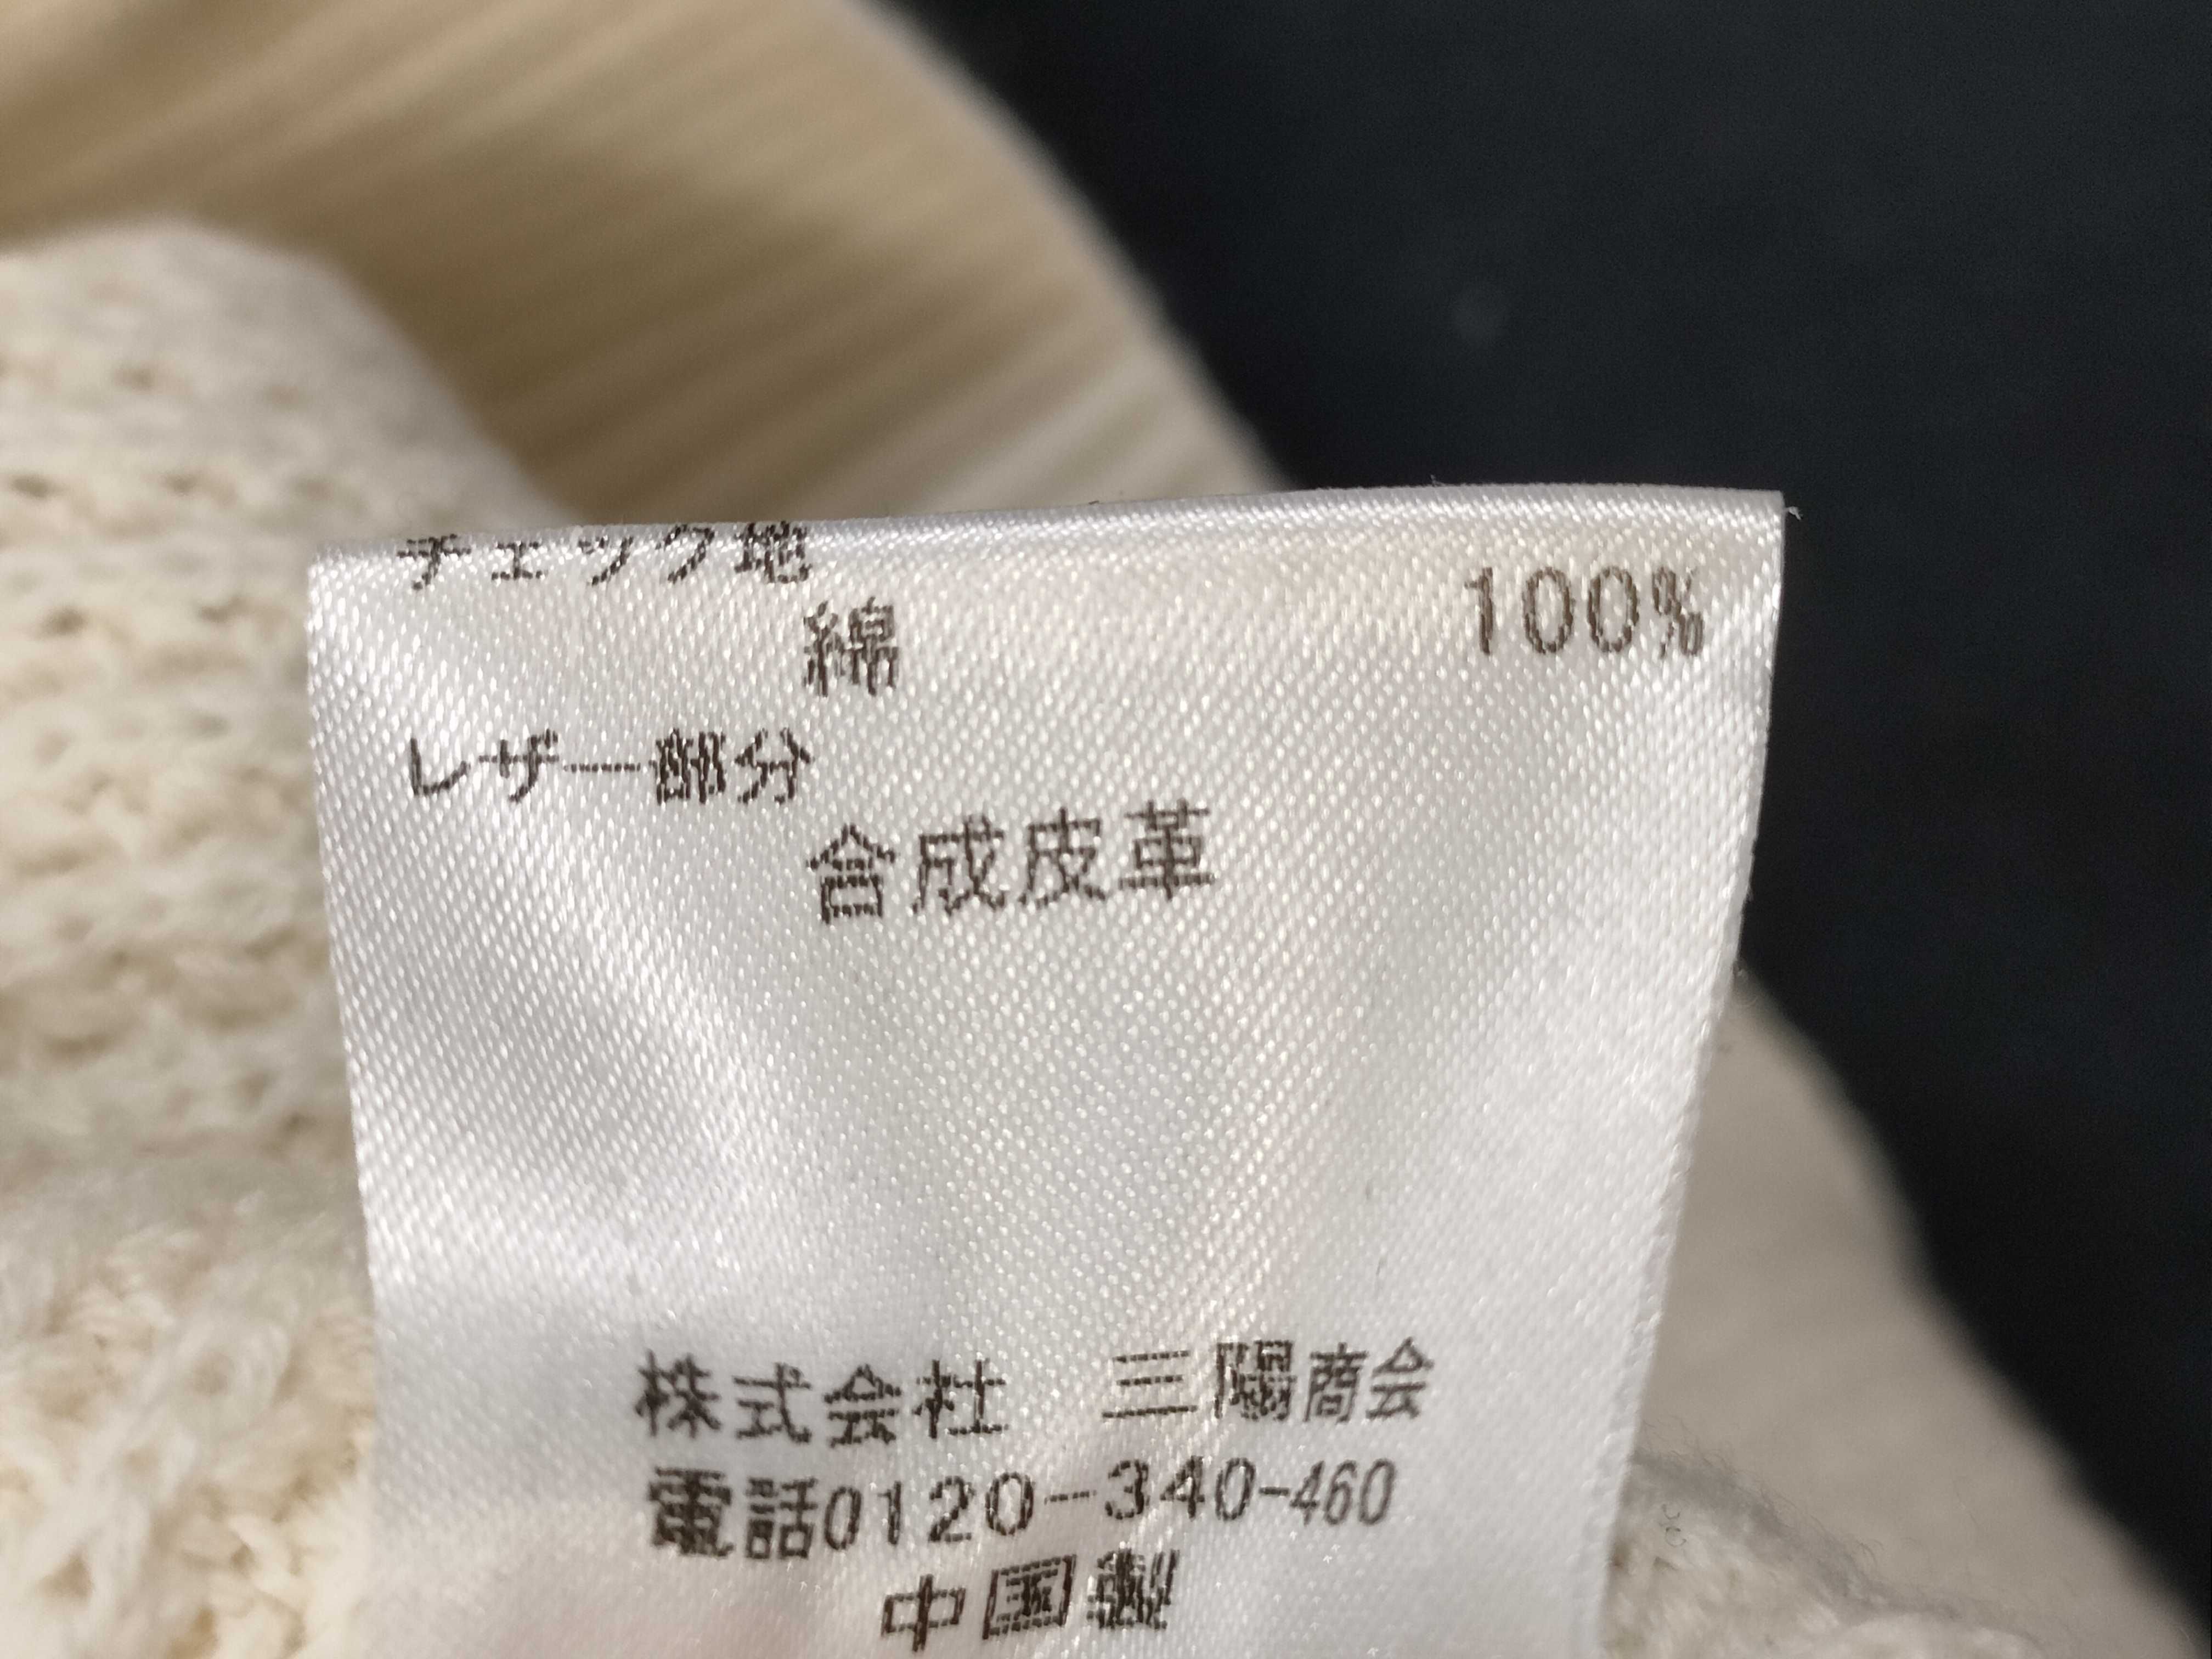 チェック地
綿 100%
レザー部分
合成皮革
株式会社 三陽商会
電話0120-340-460
中国製